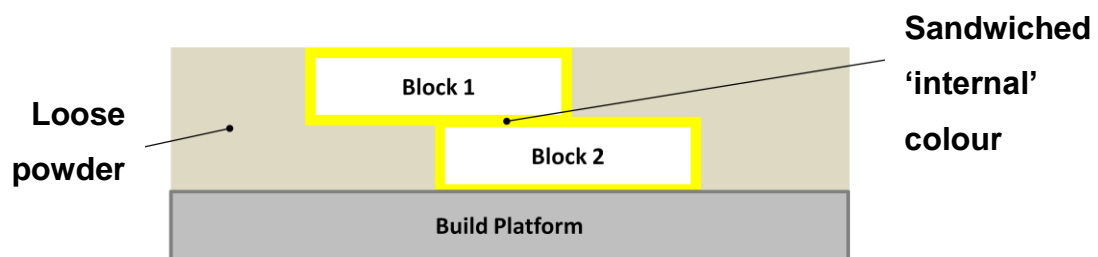 Loose
powder
Block 1
Block 2
Build Platform
Sandwiched
‘internal’
colour